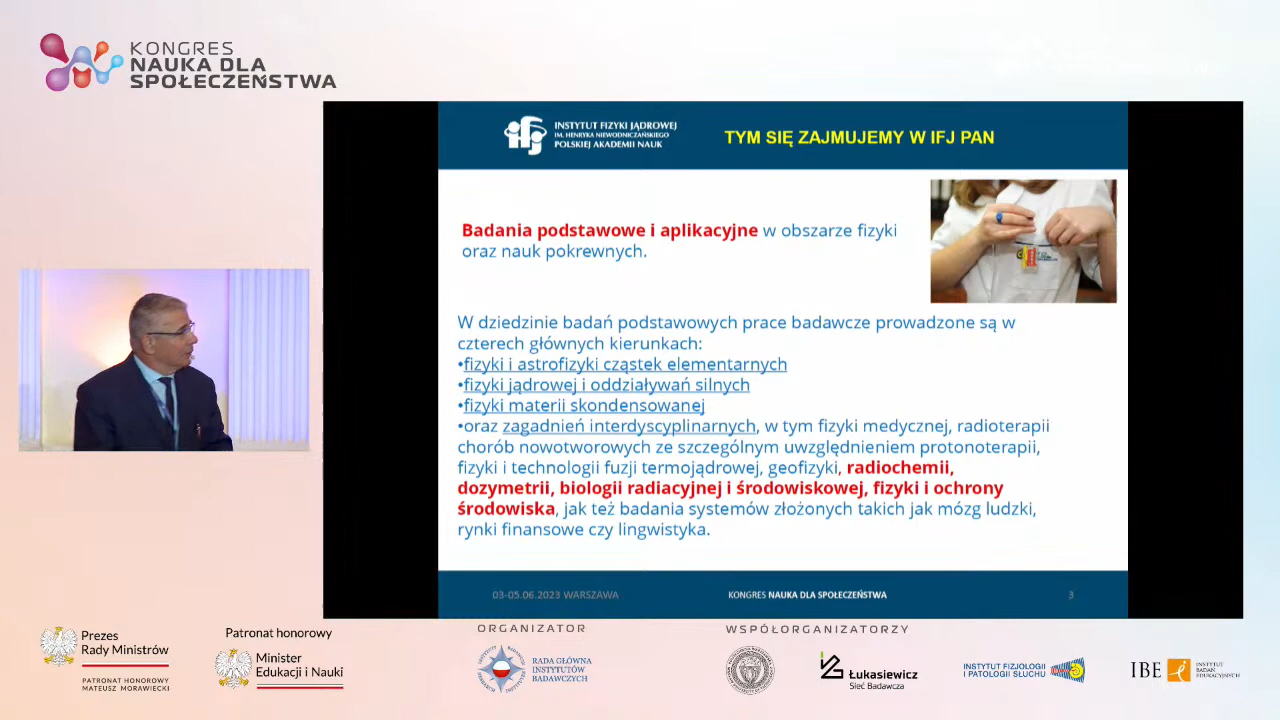 KONGRES
NAUKA DLA
SPOŁECZEŃSTWA
INSTYTUT FIZYKI JĄDROWEJ
IM. HENRYKA NIEWODNICZAŃSKIEGO
POLSKIEJ AKADEMII NAUK
TYM SIĘ ZAJMUJEMY W IFJ PAN
Badania podstawowe i aplikacyjne w obszarze fizyki
oraz nauk pokrewnych.
W dziedzinie badań podstawowych prace badawcze prowadzone są w
czterech głównych kierunkach:
•fizyki i astrofizyki cząstek elementarnych
•fizyki jądrowej i oddziaływań silnych
•fizyki materii skondensowanej
•oraz zagadnień interdyscyplinarnych, w tym fizyki medycznej, radioterapii
chorób nowotworowych ze szczególnym uwzględnieniem protonoterapii,
fizyki i technologii fuzji termojądrowej, geofizyki, radiochemii,
dozymetrii, biologii radiacyjnej i środowiskowej, fizyki i ochrony
środowiska, jak też badania systemów złożonych takich jak mózg ludzki,
rynki finansowe czy lingwistyka.
03-05.06.2023 WARSZAWA
KONGRES NAUKA DLA SPOŁECZEŃSTWA
3
Prezes
Rady Ministrów
PATRONAT HONOROWY
MATEUSZ MORAWIECKI
Patronat honorowy
Minister
Edukacji i Nauki
ORGANIZATOR
RADA GŁÓWNA
INSTYTUTÓW
BADAWCZYCH
WSPÓŁORGANIZATORZY
Łukasiewicz
Sieć Badawcza
INSTYTUT FIZJOLOGII
I PATOLOGII SŁUCHU
IBE
INSTYTUT
BADAŃ
EDUKACYJNYCH